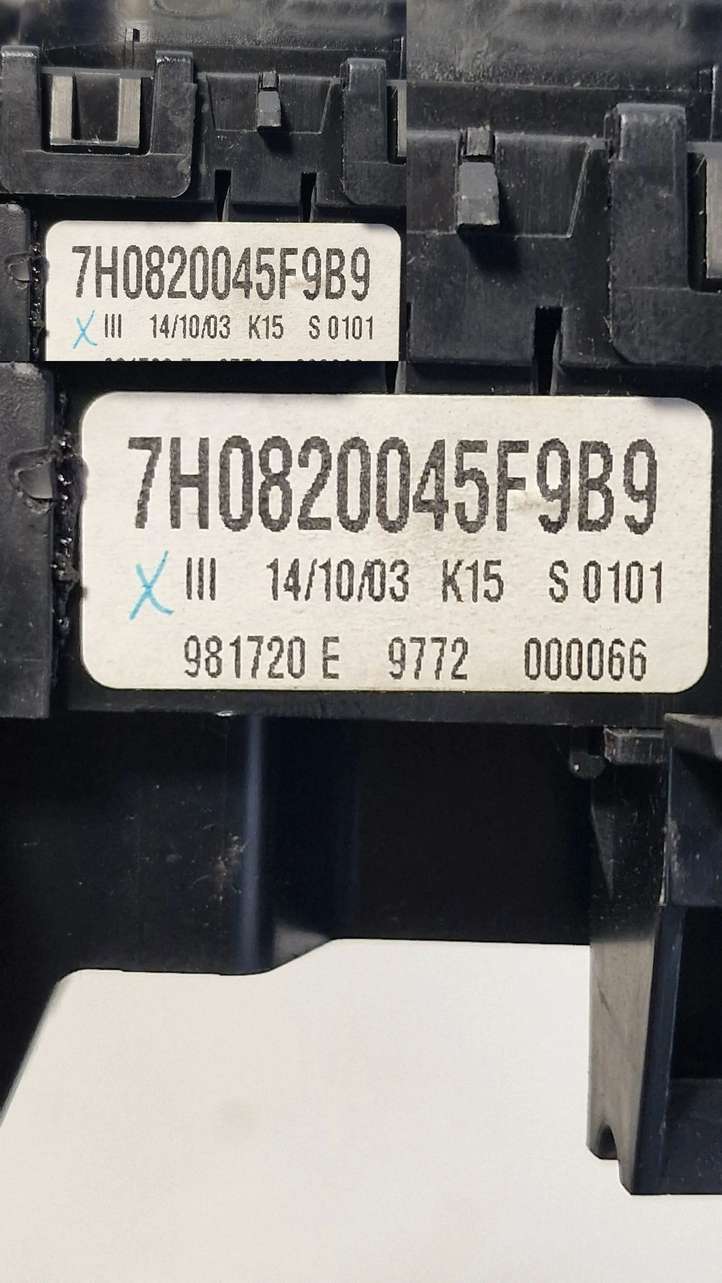 7H0820045F9B9
X III 14/10/03 K15 S 0101
7H0820045F9B9
X III 14/10/03 K15 S 0101
981720 E 9772 000066